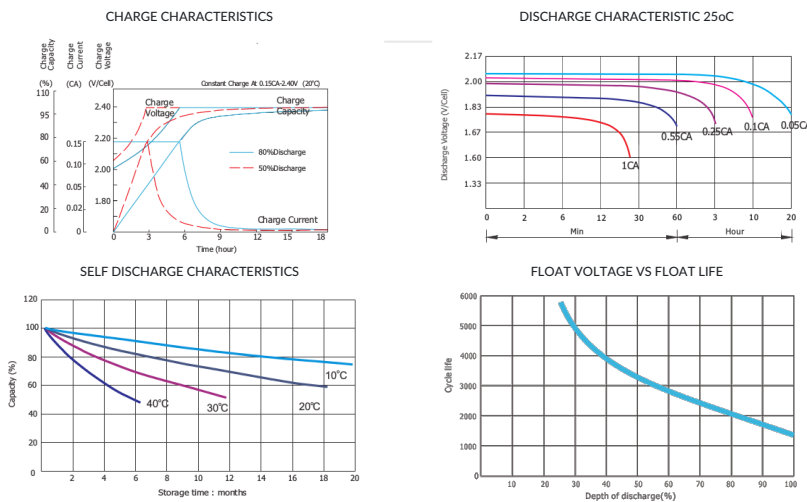 CHARGE CHARACTERISTICS
Charge Capacity
Charge Current
Charge Voltage
(%) (CA) (V/Cell)
Constant Charge At 0.15CA-2.40V (20°C)
110
95
80
60
40
20
0
0.15
0.10
0.05
0.02
0
2.40
2.20
2.00
1.80
Charge Voltage
Charge Capacity
80%Discharge
50%Discharge
Charge Current
0 3 6 9 12 15 18
Time (hour)
DISCHARGE CHARACTERISTIC 25oC
Discharge Voltage (V/Cell)
2.17
2.00
1.83
1.67
1.60
1.33
1CA
0.55CA
0.25CA
0.1CA
0.05CA
0 2 6 12 30 60 3 10 20
Min Hour
SELF DISCHARGE CHARACTERISTICS
Capacity (%)
120
100
80
60
40
20
0
40°C
30°C
20°C
10°C
2 4 6 8 10 12 14 16 18 20
Storage time : months
FLOAT VOLTAGE VS FLOAT LIFE
Cycle life
6000
5000
4000
3000
2000
1000
0
10 20 30 40 50 60 70 80 90 100
Depth of discharge(%)